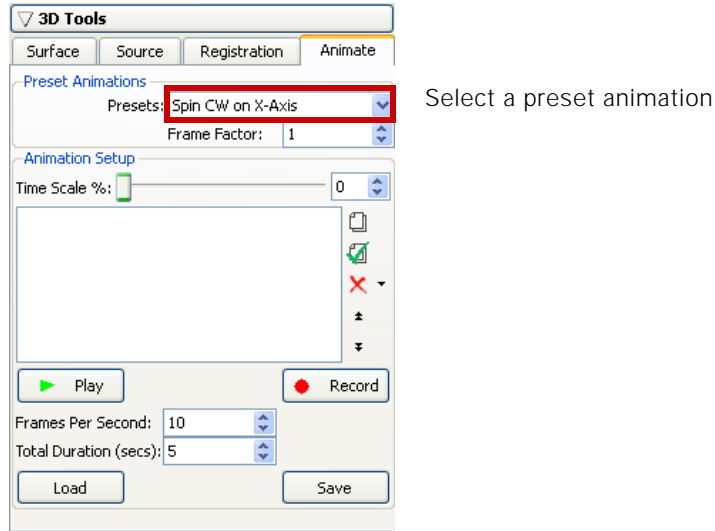 3D Tools
Surface Source Registration Animate
Preset Animations
Presets: Spin CW on X-Axis
Select a preset animation
Frame Factor: 1
Animation Setup
Time Scale %: 0
Play Record
Frames Per Second: 10
Total Duration (secs): 5
Load Save